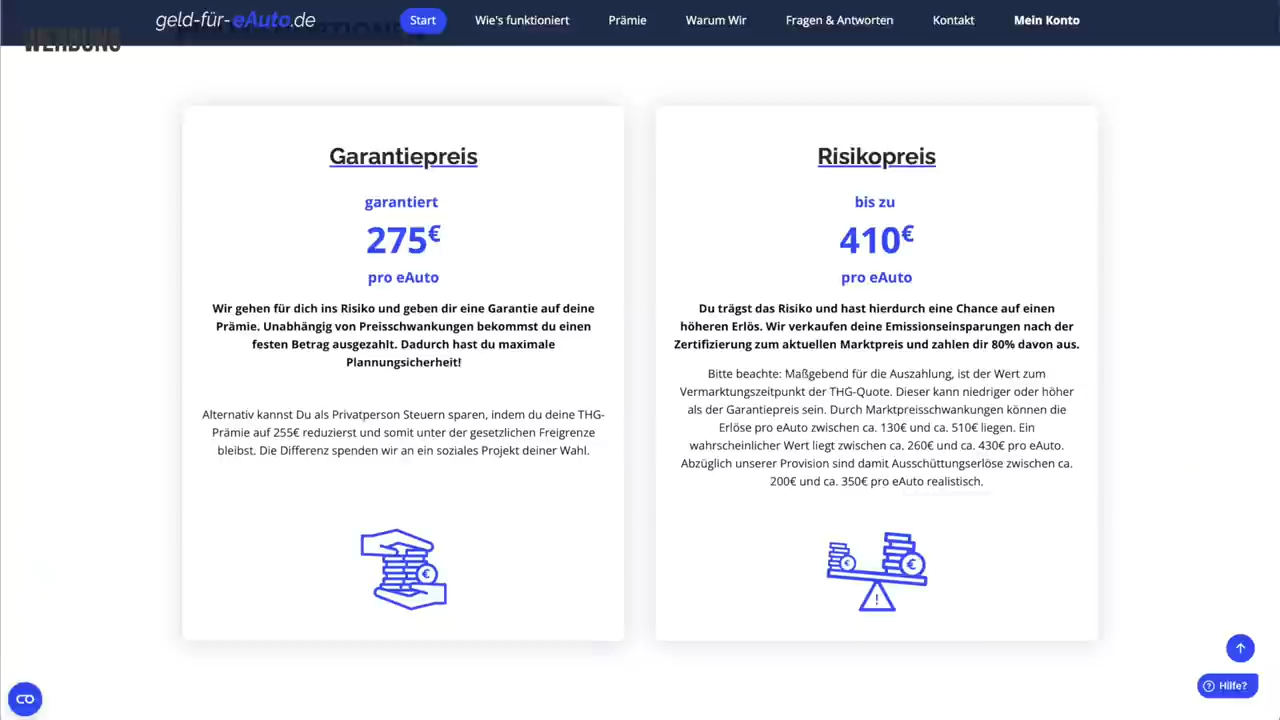 geld-für-eAuto.de
Start
Wie's funktioniert
Prämie
Warum Wir
Fragen & Antworten
Kontakt
Mein Konto
WERBUNG
Garantiepreis
garantiert
275€
pro eAuto
Wir gehen für dich ins Risiko und geben dir eine Garantie auf deine
Prämie. Unabhängig von Preisschwankungen bekommst du einen
festen Betrag ausgezahlt. Dadurch hast du maximale
Plannungsicherheit!
Alternativ kannst Du als Privatperson Steuern sparen, indem du deine THG-
Prämie auf 255€ reduzierst und somit unter der gesetzlichen Freigrenze
bleibst. Die Differenz spenden wir an ein soziales Projekt deiner Wahl.
€
Risikopreis
bis zu
410€
pro eAuto
Du trägst das Risiko und hast hierdurch eine Chance auf einen
höheren Erlös. Wir verkaufen deine Emissionseinsparungen nach der
Zertifizierung zum aktuellen Marktpreis und zahlen dir 80% davon aus.
Bitte beachte: Maßgebend für die Auszahlung, ist der Wert zum
Vermarktungszeitpunkt der THG-Quote. Dieser kann niedriger oder höher
als der Garantiepreis sein. Durch Marktpreisschwankungen können die
Erlöse pro eAuto zwischen ca. 130€ und ca. 510€ liegen. Ein
wahrscheinlicher Wert liegt zwischen ca. 260€ und ca. 430€ pro eAuto.
Abzüglich unserer Provision sind damit Ausschüttungserlöse zwischen ca.
200€ und ca. 350€ pro eAuto realistisch.
€ €
!
Hilfe?